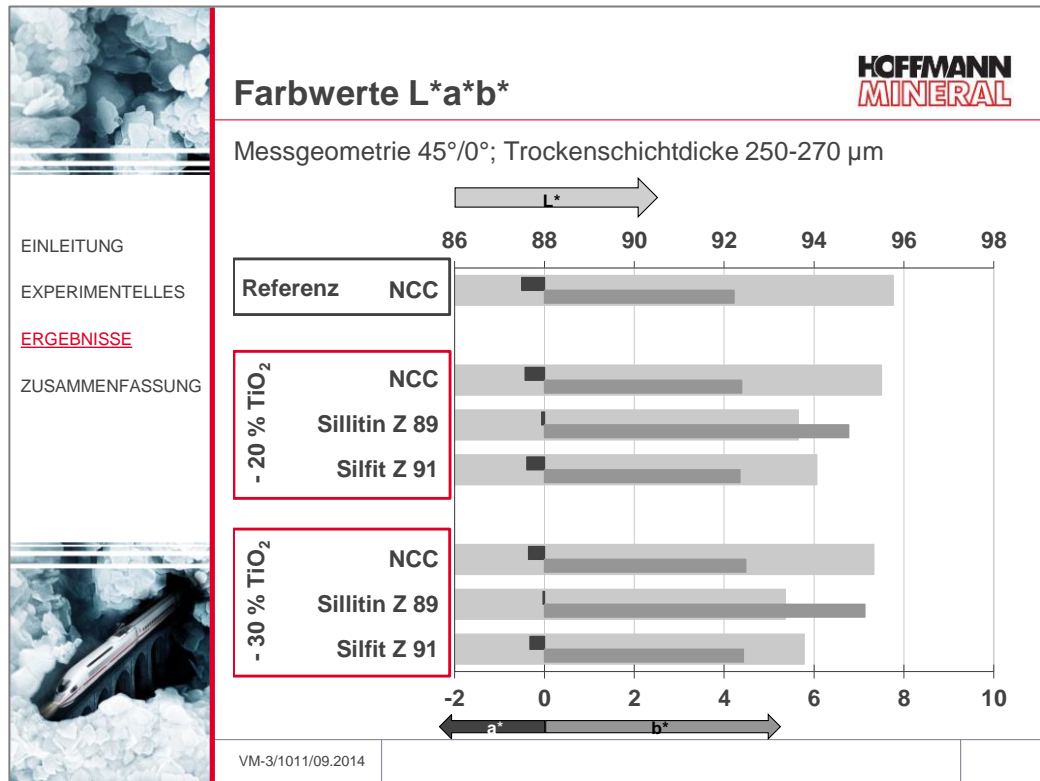 Farbwerte L*a*b*
HOFFMANN
MINERAL
Messgeometrie 45°/0°; Trockenschichtdicke 250-270 µm
EINLEITUNG
EXPERIMENTELLES
ERGEBNISSE
ZUSAMMENFASSUNG
L*
86 88 90 92 94 96 98
Referenz NCC
- 20 % TiO₂
NCC
Sillitin Z 89
Silfit Z 91
- 30 % TiO₂
NCC
Sillitin Z 89
Silfit Z 91
-2 0 2 4 6 8 10
a* b*
VM-3/1011/09.2014